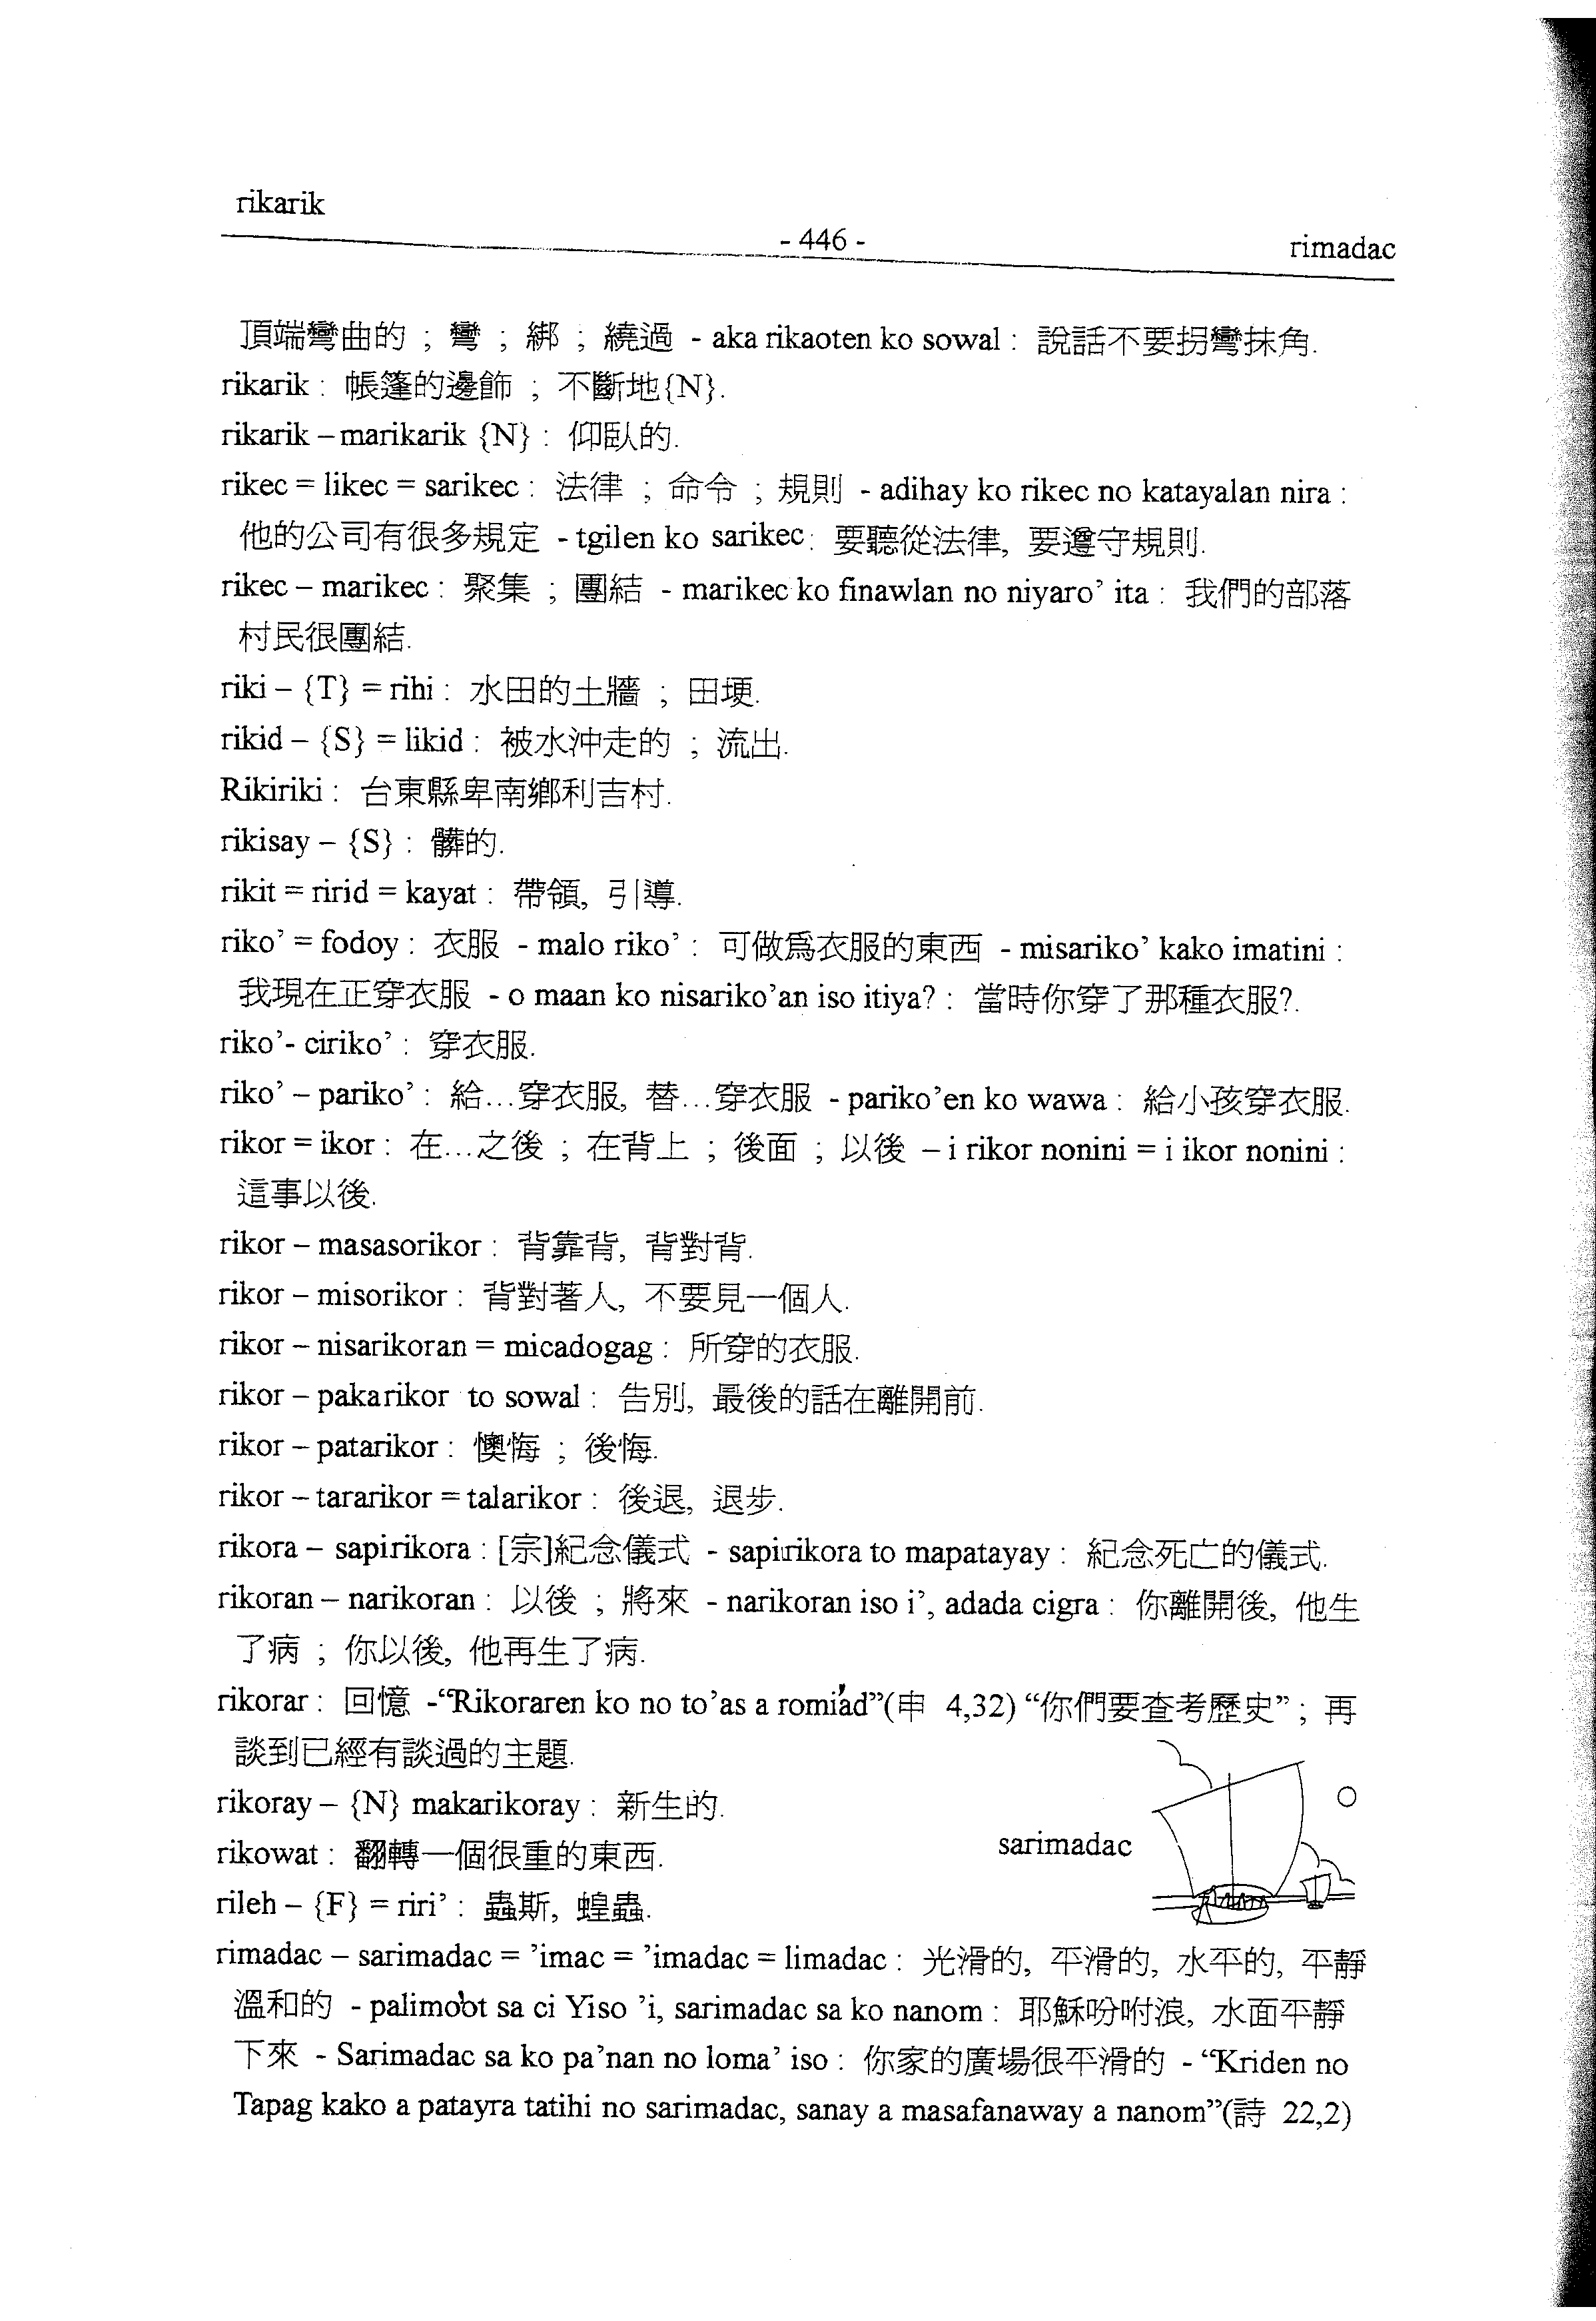 rikarik
- 446 -
rimadac
頂端彎曲的 ; 彎 ; 綁 ; 繞過 - aka rikaoten ko sowal : 說話不要拐彎抹角.
rikarik : 帳篷的邊飾 ; 不斷地{N}.
rikarik – marikarik {N} : 仰臥的.
rikec = likec = sarikec : 法律 ; 命令 ; 規則 - adihay ko rikec no katayalan nira :
他的公司有很多規定 - tgilen ko sarikec : 要聽從法律, 要遵守規則.
rikec – marikec : 聚集 ; 團結 - marikec ko finawlan no niyaro’ ita : 我們的部落
村民很團結.
riki – {T} = rihi : 水田的土牆 ; 田埂.
rikid – {S} = likid : 被水沖走的 ; 流出.
Rikiriki : 台東縣卑南鄉利吉村.
rikisay – {S} : 髒的.
rikit = ririd = kayat : 帶領, 引導.
riko’ = fodoy : 衣服 - malo riko’ : 可做爲衣服的東西 - misariko’ kako imatini :
我現在正穿衣服 - o maan ko nisariko’an iso itiya? : 當時你穿了那種衣服?.
riko’- ciriko’ : 穿衣服.
riko’ – pariko’ : 給…穿衣服, 替…穿衣服 - pariko’en ko wawa : 給小孩穿衣服.
rikor = ikor : 在…之後 ; 在背上 ; 後面 ; 以後 – i rikor nonini = i ikor nonini :
這事以後.
rikor – masasorikor : 背靠背, 背對背.
rikor – misorikor : 背對著人, 不要見一個人.
rikor – nisarikoran = micadogag : 所穿的衣服.
rikor – pakarikor to sowal : 告別, 最後的話在離開前.
rikor – patarikor : 懊悔 ; 後悔.
rikor – tararikor = talarikor : 後退, 退步.
rikora – sapirikora : [宗]紀念儀式 - sapirikora to mapatayay : 紀念死亡的儀式.
rikoran – narikoran : 以後 ; 將來 - narikoran iso i’, adada cigra : 你離開後, 他生
了病 ; 你以後, 他再生了病.
rikorar : 回憶 -“Rikoraren ko no to’as a romi’ad”(申 4,32) “你們要查考歷史” ; 再
談到已經有談過的主題.
rikoray – {N} makarikoray : 新生的.
rikowat : 翻轉一個很重的東西.
sarimadac
rileh – {F} = riri’ : 螽斯, 蝗蟲.
rimadac – sarimadac = ’imac = ’imadac = limadac : 光滑的, 平滑的, 水平的, 平靜
溫和的 - palimo’ot sa ci Yiso ’i, sarimadac sa ko nanom : 耶穌吩咐浪, 水面平靜
下來 - Sarimadac sa ko pa’nan no loma’ iso : 你家的廣場很平滑的 - “Kriden no
Tapag kako a patayra tatihi no sarimadac, sanay a masafanaway a nanom”(詩 22,2)